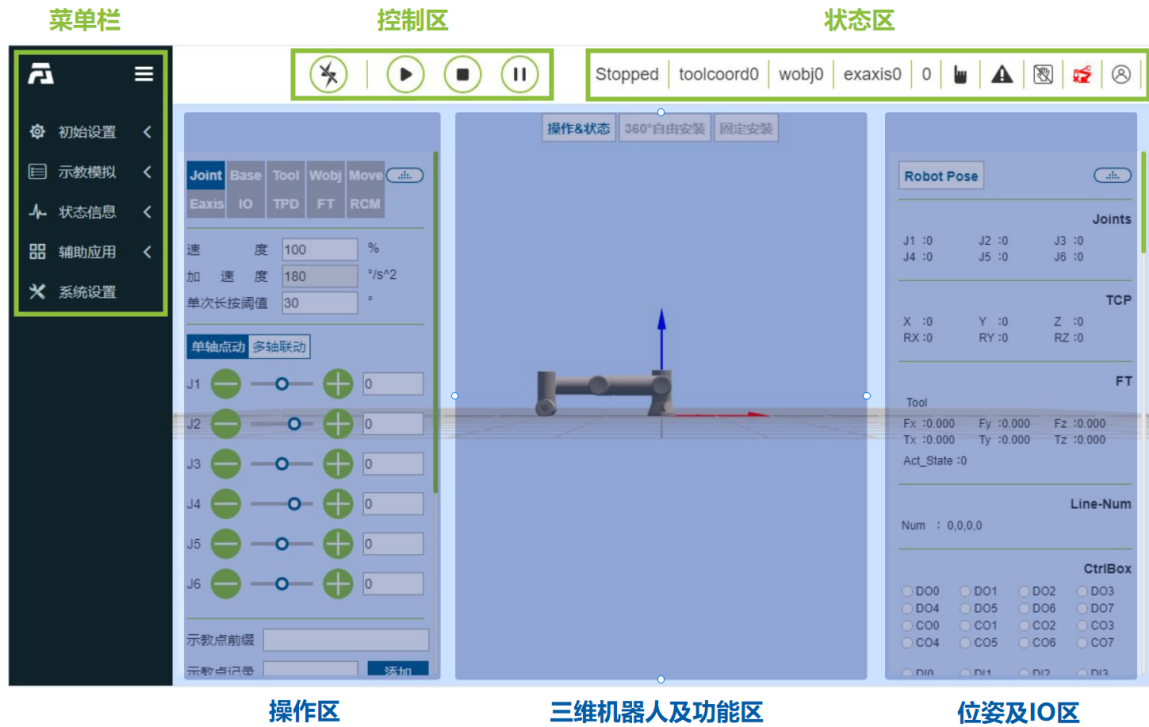 菜单栏
控制区
状态区
Stopped toolcoord0 wobj0 exaxis0 0
初始设置
示教模拟
状态信息
辅助应用
系统设置
操作&状态 360°自由安装 固定安装
Joint Base Tool Wobj Move
Eaxis IO TPD FT RCM
速 度 100 %
加 速 度 180 °/s^2
单次长按阈值 30 °
单轴点动 多轴联动
J1 0
J2 0
J3 0
J4 0
J5 0
J6 0
示教点前缀
示教点记录 添加
Robot Pose
Joints
J1 :0 J2 :0 J3 :0
J4 :0 J5 :0 J6 :0
TCP
X :0 Y :0 Z :0
RX :0 RY :0 RZ :0
FT
Tool
Fx :0.000 Fy :0.000 Fz :0.000
Tx :0.000 Ty :0.000 Tz :0.000
Act_State :0
Line-Num
Num : 0,0,0,0
CtrlBox
DO0 DO1 DO2 DO3
DO4 DO5 DO6 DO7
CO0 CO1 CO2 CO3
CO4 CO5 CO6 CO7
DI0 DI1 DI2 DI3
操作区
三维机器人及功能区
位姿及IO区